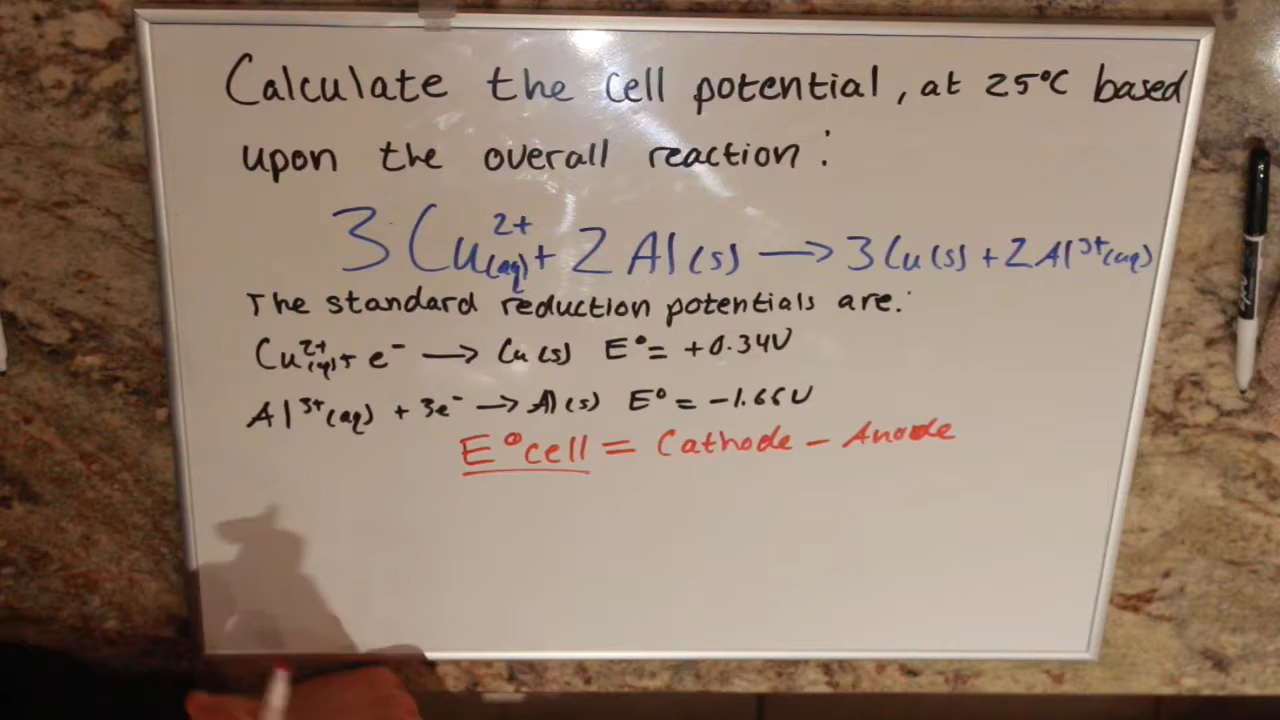 Calculate the cell potential, at 25°C based
upon the overall reaction:
3Cu²⁺(aq) + 2Al(s) → 3Cu(s) + 2Al³⁺(aq)
The standard reduction potentials are:
Cu²⁺(aq) + e⁻ → Cu(s) E° = +0.34V
Al³⁺(aq) + 3e⁻ → Al(s) E° = -1.66V
E°cell = Cathode - Anode